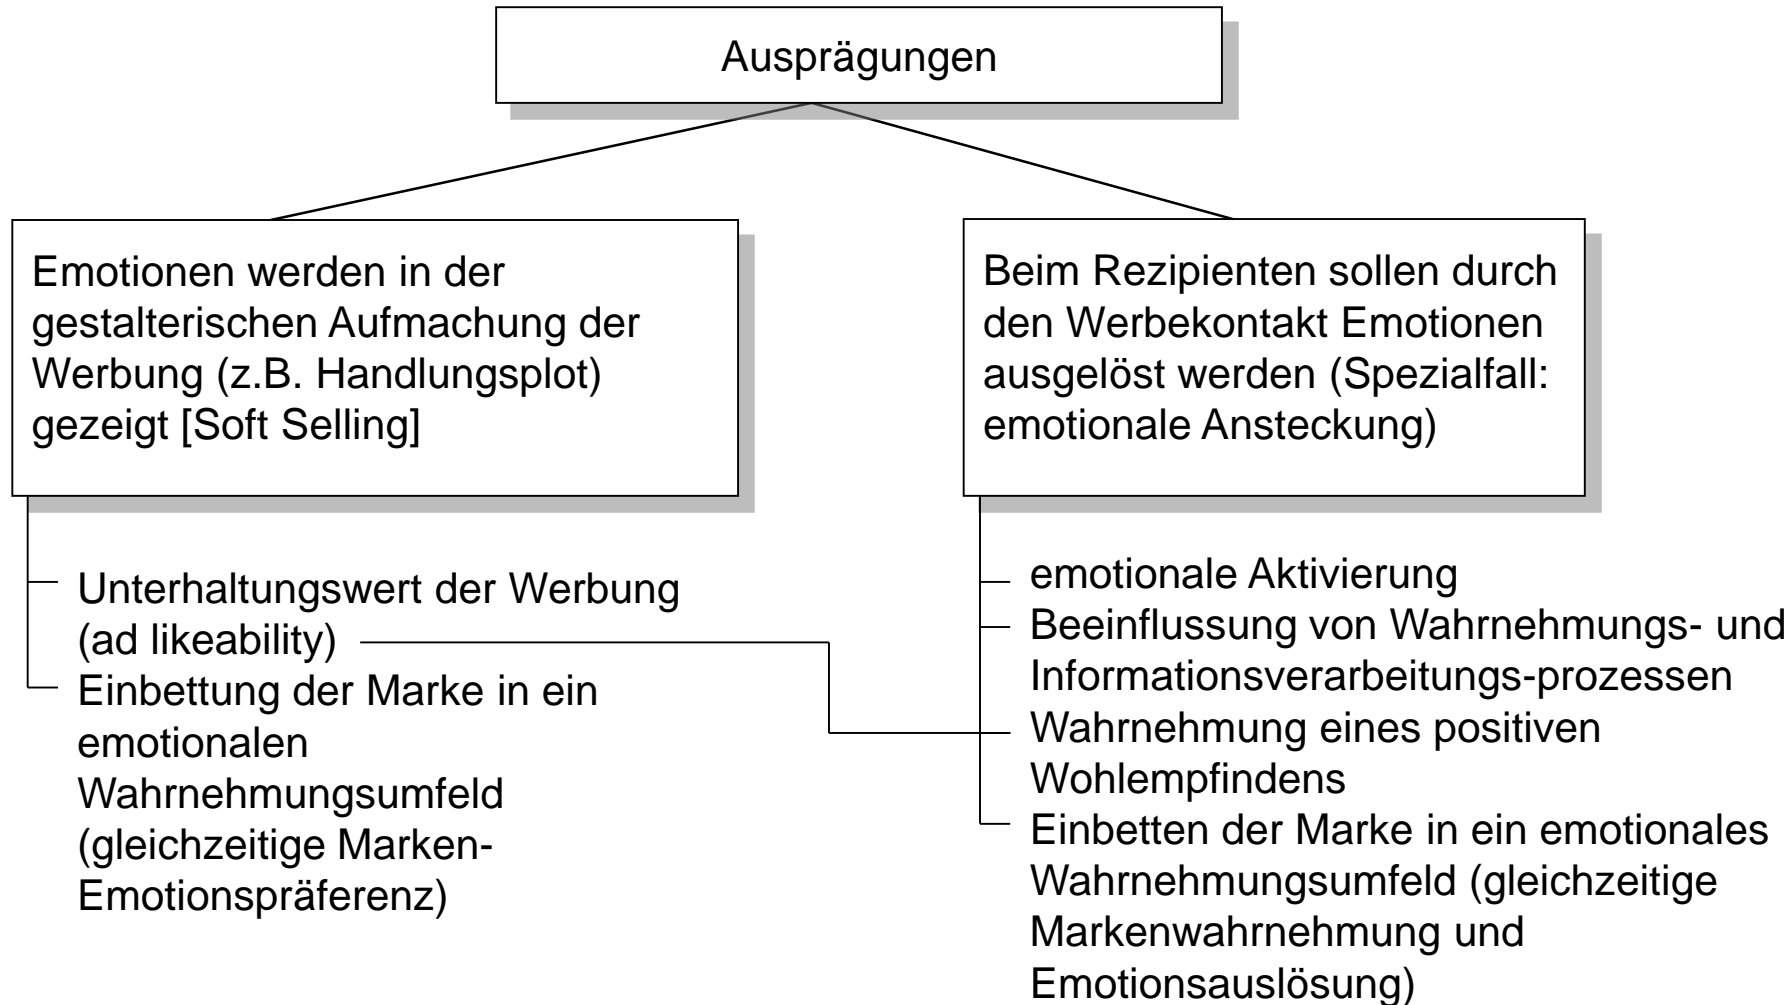 Ausprägungen
Emotionen werden in der
gestalterischen Aufmachung der
Werbung (z.B. Handlungsplot)
gezeigt [Soft Selling]
Unterhaltungswert der Werbung
(ad likeability)
Einbettung der Marke in ein
emotionalen
Wahrnehmungsumfeld
(gleichzeitige Marken-
Emotionspräferenz)
Beim Rezipienten sollen durch
den Werbekontakt Emotionen
ausgelöst werden (Spezialfall:
emotionale Ansteckung)
emotionale Aktivierung
Beeinflussung von Wahrnehmungs- und
Informationsverarbeitungs-prozessen
Wahrnehmung eines positiven
Wohlempfindens
Einbetten der Marke in ein emotionales
Wahrnehmungsumfeld (gleichzeitige
Markenwahrnehmung und
Emotionsauslösung)